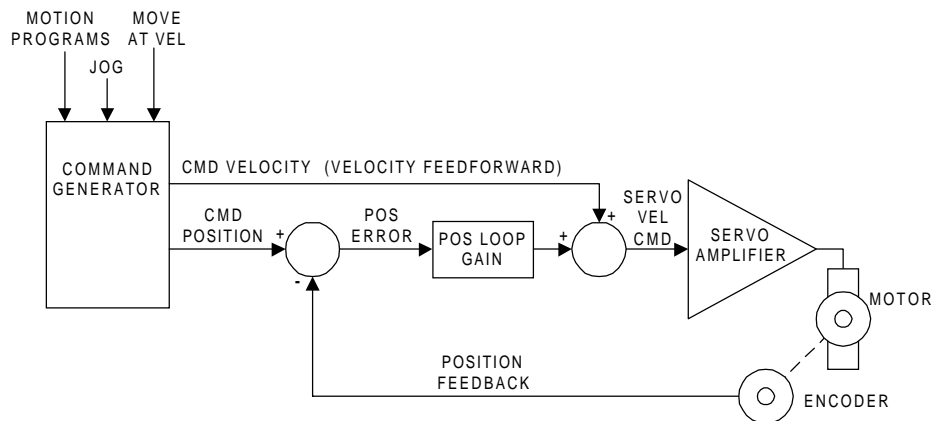 MOTION
PROGRAMS
MOVE
AT VEL
JOG
COMMAND
GENERATOR
CMD VELOCITY (VELOCITY FEEDFORWARD)
CMD
POSITION
+
-
POS
ERROR
POS LOOP
GAIN
+
+
SERVO
VEL
CMD
SERVO
AMPLIFIER
MOTOR
POSITION
FEEDBACK
ENCODER